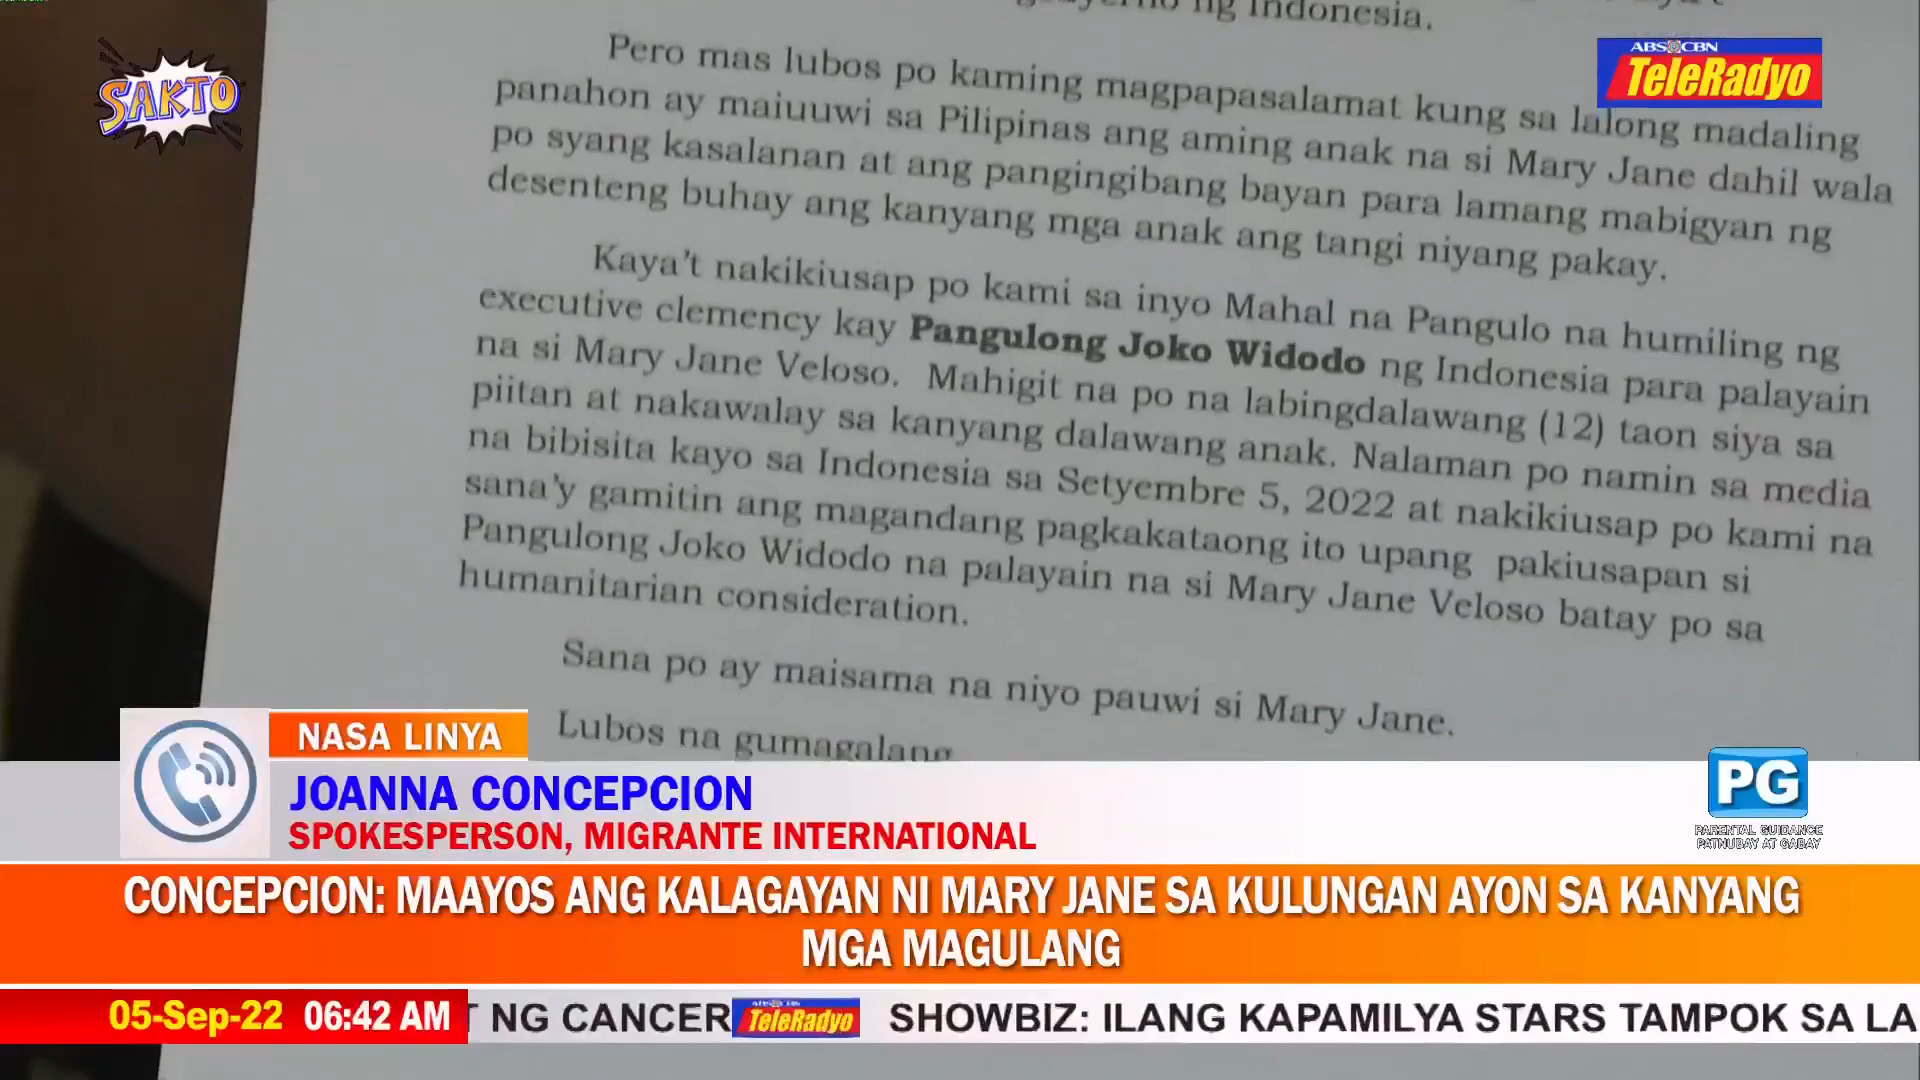 ng Indonesia.
Pero mas lubos po kaming magpapasalamat kung sa lalong madaling
panahon ay maiuuwi sa Pilipinas ang aming anak na si Mary Jane dahil wala
po syang kasalanan at ang pangingibang bayan para lamang mabigyan ng
desenteng buhay ang kanyang mga anak ang tangi niyang pakay.
Kaya't nakikiusap po kami sa inyo Mahal na Pangulo na humiling ng
executive clemency kay Pangulong Joko Widodo ng Indonesia para palayain
na si Mary Jane Veloso. Mahigit na po na labingdalawang (12) taon siya sa
piitan at nakawalay sa kanyang dalawang anak. Nalaman po namin sa media
na bibisita kayo sa Indonesia sa Setyembre 5, 2022 at nakikiusap po kami na
sana'y gamitin ang magandang pagkakataong ito upang pakiusapan si
Pangulong Joko Widodo na palayain na si Mary Jane Veloso batay po sa
humanitarian consideration.
Sana po ay maisama na niyo pauwi si Mary Jane.
Lubos na gumagalang
SAKTO
ABS-CBN
TeleRadyo
NASA LINYA
JOANNA CONCEPCION
SPOKESPERSON, MIGRANTE INTERNATIONAL
PG
PARENTAL GUIDANCE
PATNUBAY AT GABAY
CONCEPCION: MAAYOS ANG KALAGAYAN NI MARY JANE SA KULUNGAN AYON SA KANYANG
MGA MAGULANG
05-Sep-22 06:42 AM
NG CANCER ABS-CBN TeleRadyo SHOWBIZ: ILANG KAPAMILYA STARS TAMPOK SA LA